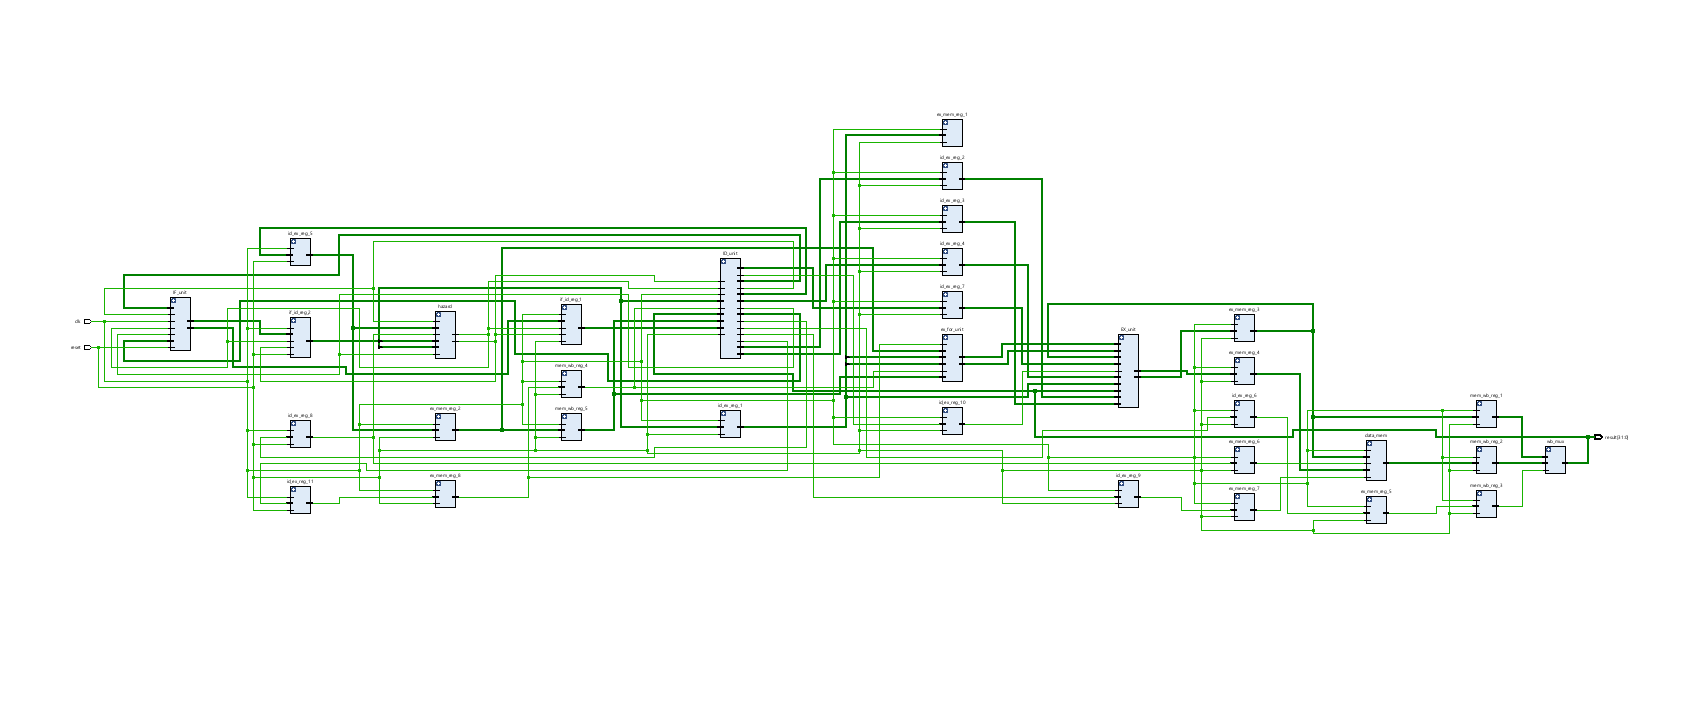 ex_mem_reg_1
id_ex_reg_2
id_ex_reg_3
id_ex_reg_5
id_ex_reg_4
ID_unit
IF_unit
id_ex_reg_7
if_id_reg_1
hazard
if_id_reg_2
ex_mem_reg_3
clk
ex_for_unit
EX_unit
reset
ex_mem_reg_4
mem_wb_reg_4
id_ex_reg_6
mem_wb_reg_1
id_ex_reg_10
id_ex_reg_1
ex_mem_reg_2
mem_wb_reg_5
id_ex_reg_8
data_mem
result[31:0]
ex_mem_reg_6
mem_wb_reg_2
wb_mux
ex_mem_reg_8
id_ex_reg_9
id_ex_reg_11
mem_wb_reg_3
ex_mem_reg_7
ex_mem_reg_5